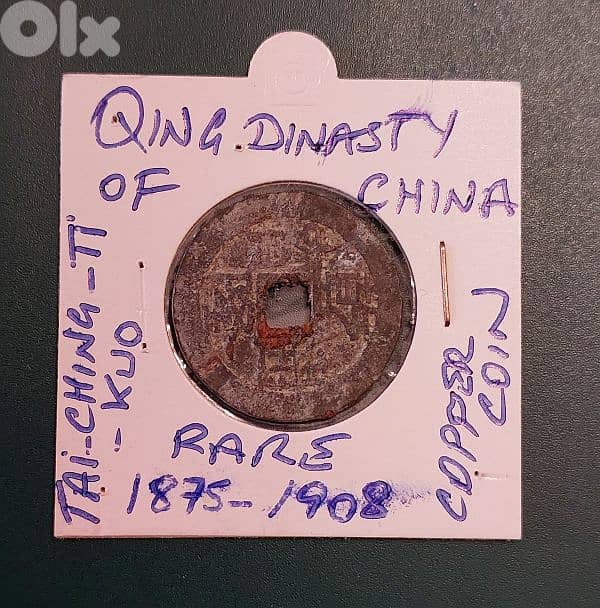 OLX
QING DINASTY
OF CHINA
TAI-CHING-TI
-KUO
COPPER
COIN
RARE
1875-1908